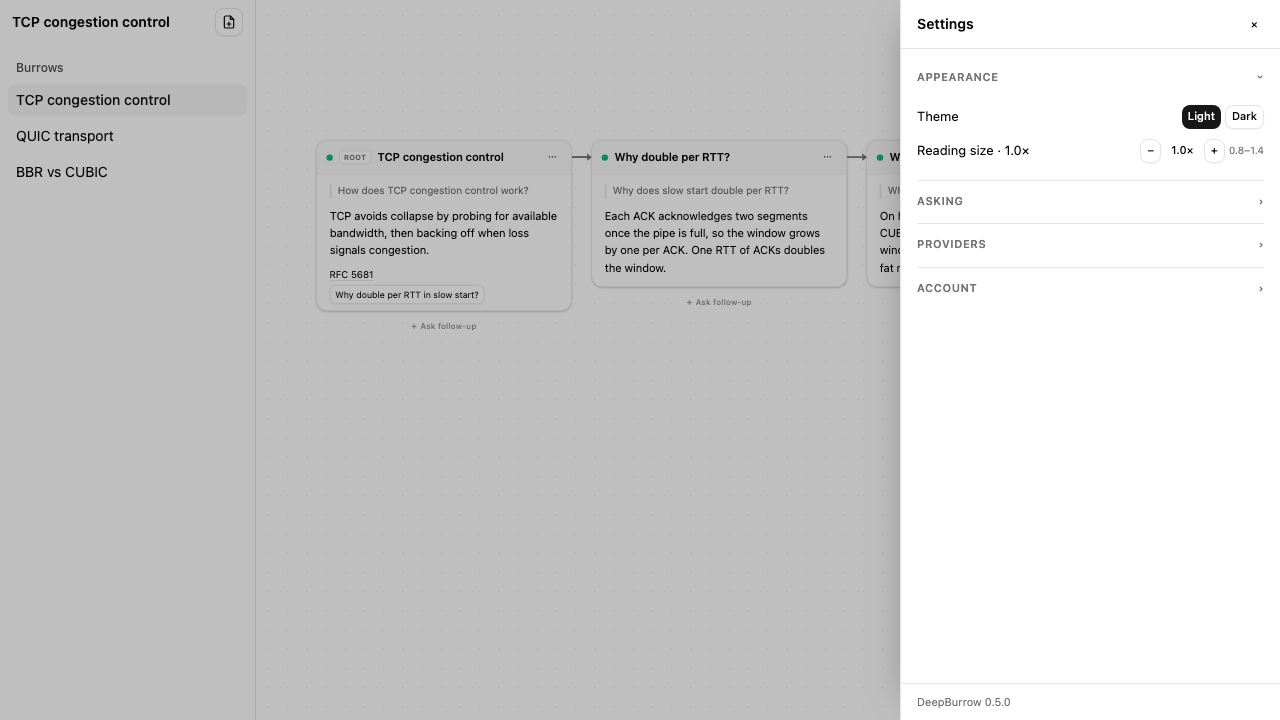 TCP congestion control
Burrows
TCP congestion control
QUIC transport
BBR vs CUBIC
ROOT TCP congestion control ···
How does TCP congestion control work?
TCP avoids collapse by probing for available
bandwidth, then backing off when loss
signals congestion.
RFC 5681
Why double per RTT in slow start?
+ Ask follow-up
Why double per RTT? ···
Why does slow start double per RTT?
Each ACK acknowledges two segments
once the pipe is full, so the window grows
by one per ACK. One RTT of ACKs doubles
the window.
+ Ask follow-up
Settings ×
APPEARANCE
Theme Light Dark
Reading size · 1.0× − 1.0× + 0.8–1.4
ASKING ›
PROVIDERS ›
ACCOUNT ›
DeepBurrow 0.5.0